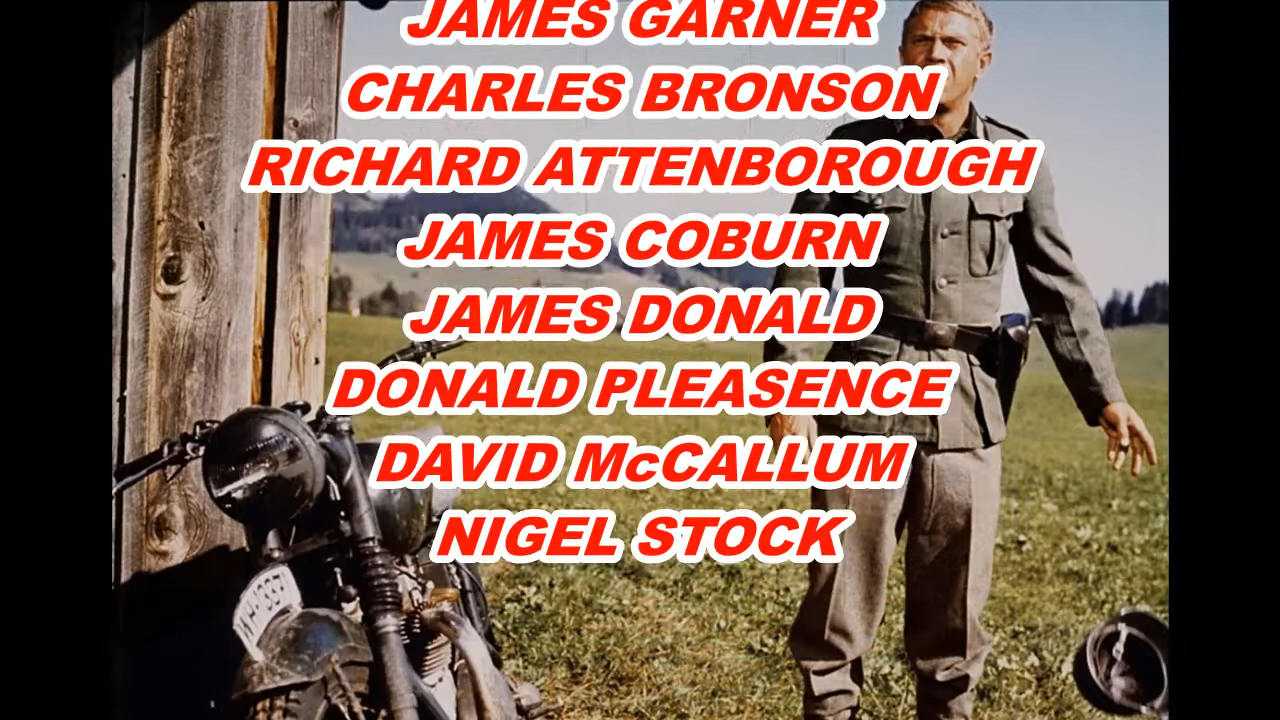 JAMES GARNER
CHARLES BRONSON
RICHARD ATTENBOROUGH
JAMES COBURN
JAMES DONALD
DONALD PLEASENCE
DAVID McCALLUM
NIGEL STOCK